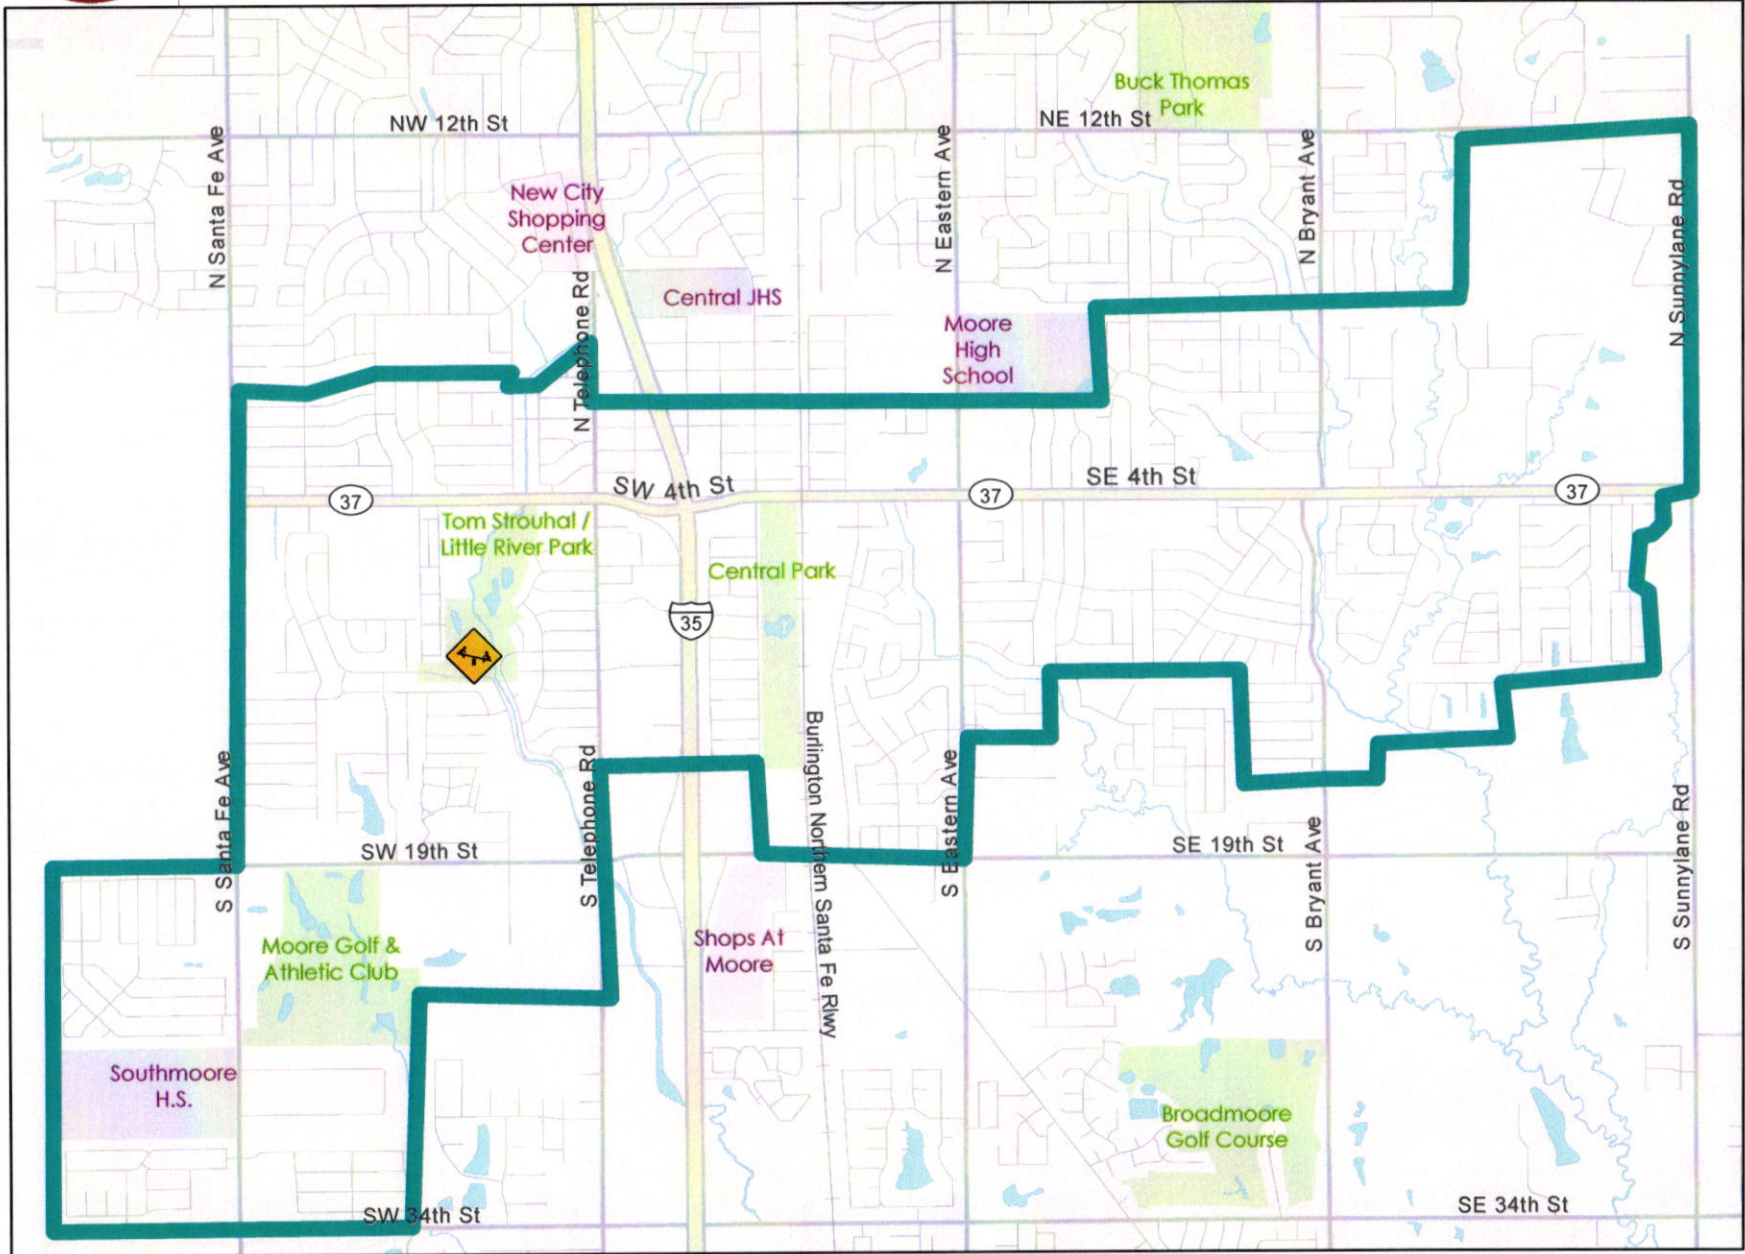 NW 12th St
NE 12th St
Buck Thomas
Park
N Santa Fe Ave
New City
Shopping
Center
N Telephone Rd
Central JHS
N Eastern Ave
N Bryant Ave
N Sunnylane Rd
Moore
High
School
37
SW 4th St
37
SE 4th St
37
Tom Strouhal /
Little River Park
Central Park
35
S Santa Fe Ave
S Telephone Rd
Burlington Northern Santa Fe Rlwy
S Eastern Ave
S Bryant Ave
S Sunnylane Rd
SW 19th St
SE 19th St
Moore Golf &
Athletic Club
Shops At
Moore
Southmoore
H.S.
Broadmoore
Golf Course
SW 34th St
SE 34th St